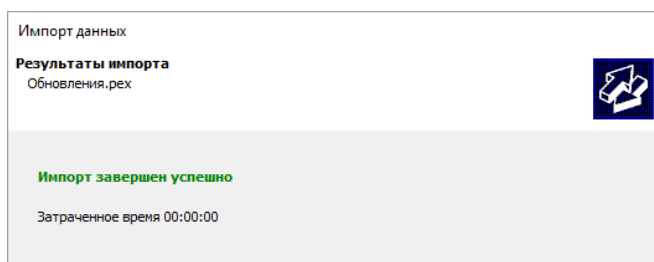 Импорт данных
Результаты импорта
Обновления.pex
Импорт завершен успешно
Затраченное время 00:00:00